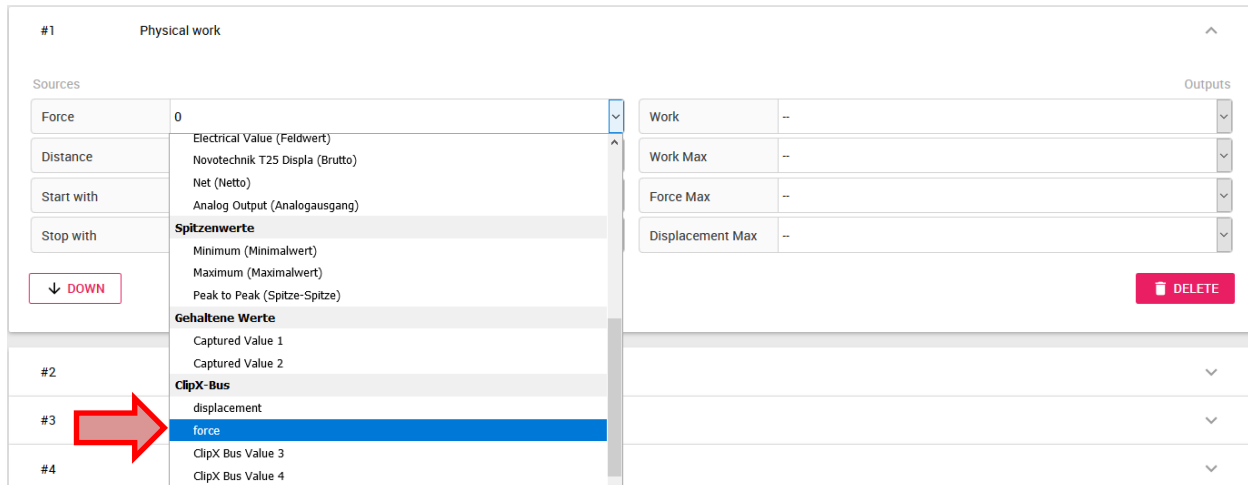 #1 Physical work
Sources
Outputs
Force 0
Work --
Electrical Value (Feldwert)
Distance
Novotechnik T25 Displa (Brutto)
Work Max --
Net (Netto)
Start with
Analog Output (Analogausgang)
Force Max --
Spitzenwerte
Stop with
Minimum (Minimalwert)
Displacement Max --
Maximum (Maximalwert)
Peak to Peak (Spitze-Spitze)
DOWN
DELETE
Gehaltene Werte
Captured Value 1
Captured Value 2
#2
ClipX-Bus
displacement
#3
force
ClipX Bus Value 3
#4
ClipX Bus Value 4